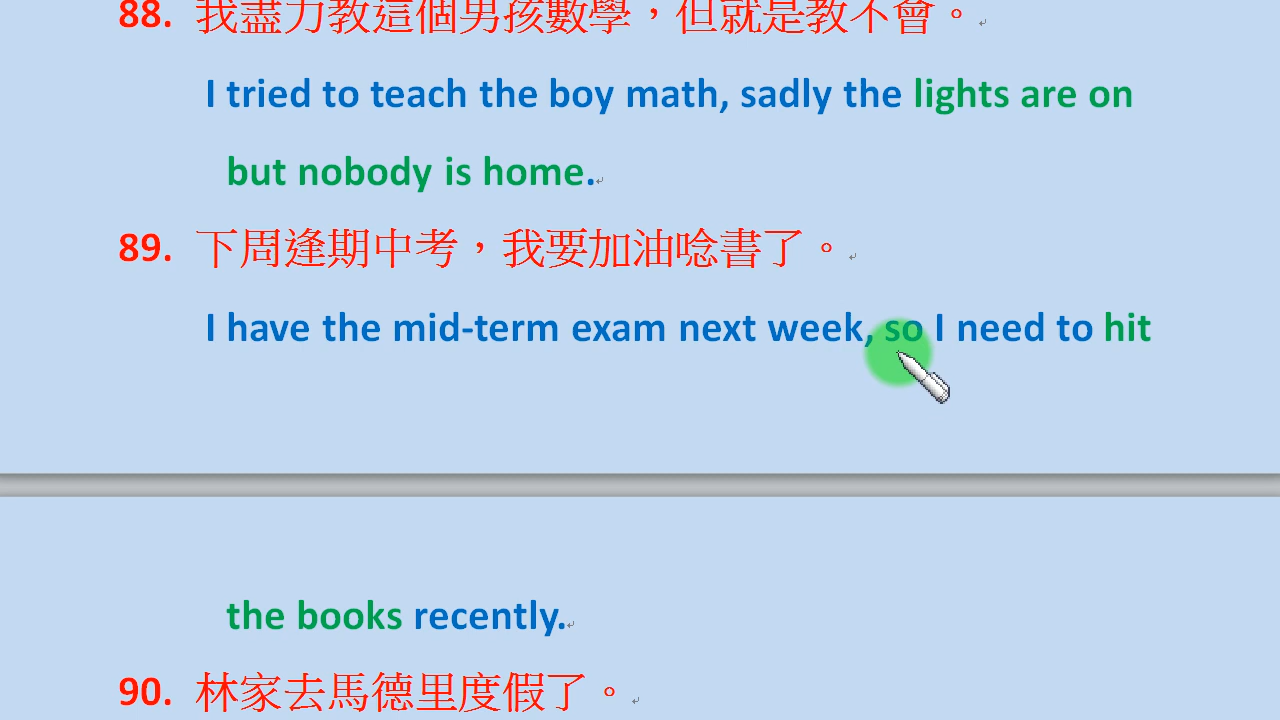 88. 我盡力教這個男孩數學，但就是教不會。
I tried to teach the boy math, sadly the lights are on
but nobody is home.
89. 下周逢期中考，我要加油唸書了。
I have the mid-term exam next week, so I need to hit
the books recently.
90. 林家去馬德里度假了。